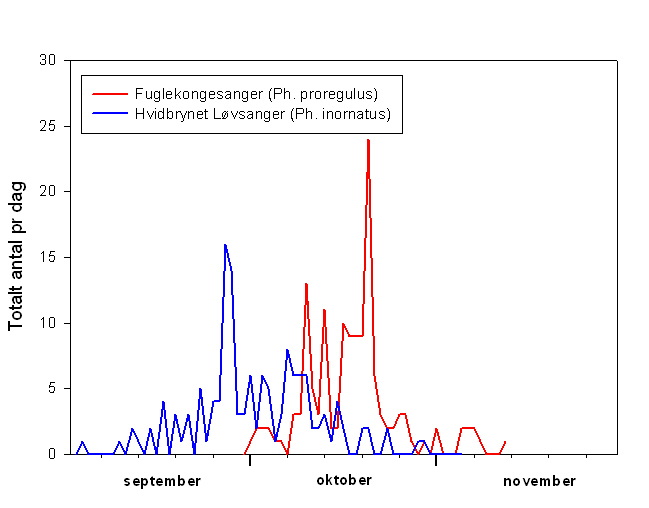 30
Fuglekongesanger (Ph. proregulus)
Hvidbrynet Løvsanger (Ph. inornatus)
25
20
15
10
5
0
Totalt antal pr dag
september
oktober
november